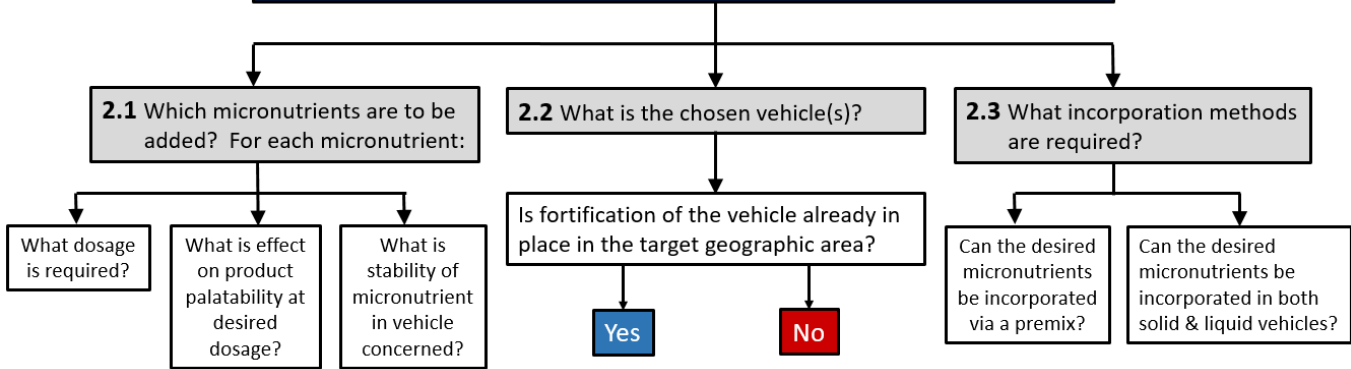 2.1 Which micronutrients are to be
added? For each micronutrient:
What dosage
is required?
What is effect
on product
palatability at
desired
dosage?
What is
stability of
micronutrient
in vehicle
concerned?
2.2 What is the chosen vehicle(s)?
Is fortification of the vehicle already in
place in the target geographic area?
Yes
No
2.3 What incorporation methods
are required?
Can the desired
micronutrients
be incorporated
via a premix?
Can the desired
micronutrients be
incorporated in both
solid & liquid vehicles?